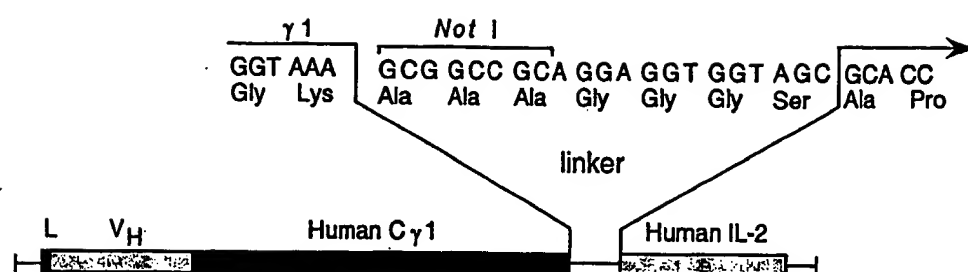 γ1 Not I
GGT AAA GCG GCC GCA GGA GGT GGT AGC GCA CC
Gly Lys Ala Ala Ala Gly Gly Gly Ser Ala Pro
linker
L VH Human Cγ1 Human IL-2